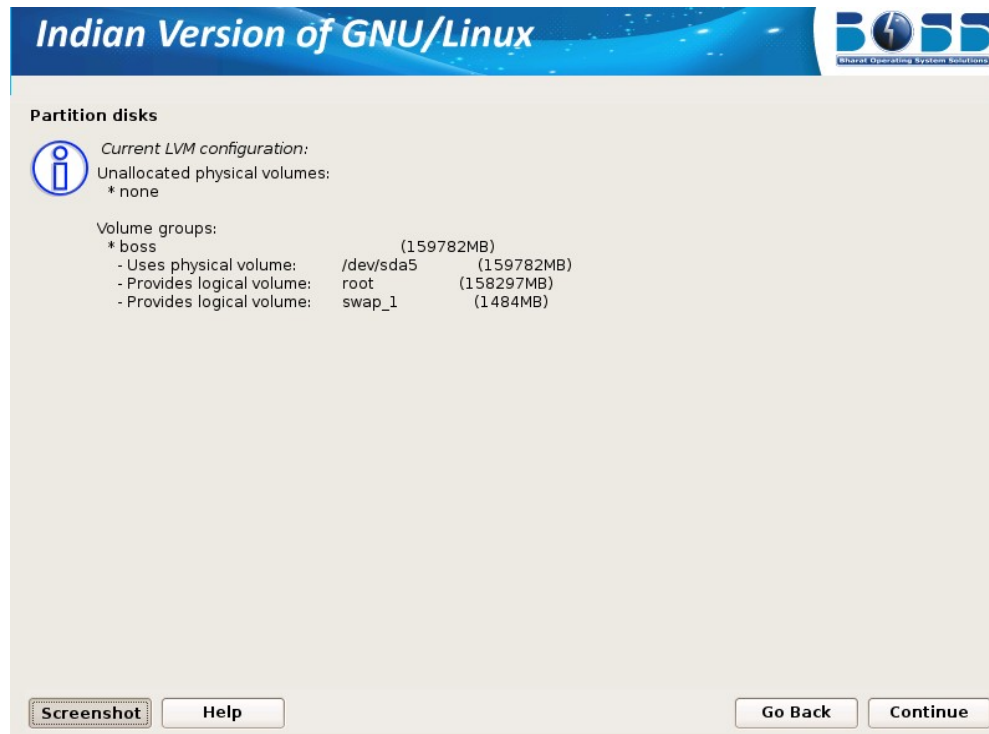 Indian Version of GNU/Linux
BOSS
Bharat Operating System Solutions
Partition disks
Current LVM configuration:
Unallocated physical volumes:
* none
Volume groups:
* boss (159782MB)
- Uses physical volume: /dev/sda5 (159782MB)
- Provides logical volume: root (158297MB)
- Provides logical volume: swap_1 (1484MB)
Screenshot Help Go Back Continue